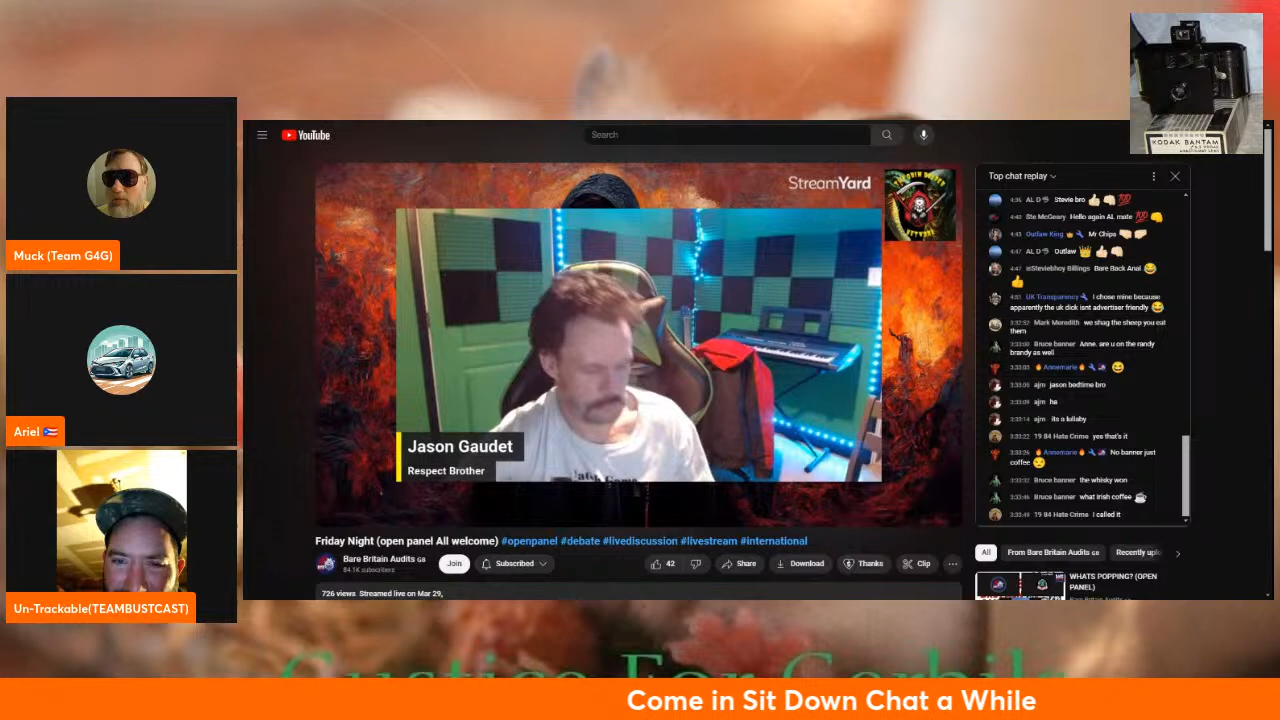 KODAK BANTAM
YouTube
Search
Muck (Team G4G)
Ariel
Un-Trackable(TEAMBUSTCAST)
StreamYard
Jason Gaudet
Respect Brother
Top chat replay
4:36 AL D Stevie bro
4:40 Ste McGeary Hello again AL mate
4:43 Outlaw King Mr Chips
4:47 AL D Outlaw
4:47 Steviebhoy Billings Bare Back Anal
4:51 UK Transparency I chose mine because
apparently the uk dick isnt advertiser friendly
3:32:52 Mark Meredith we shag the sheep you eat
them
3:33:00 Bruce banner Anne. are u on the randy
brandy as well
3:33:03 Annemarie
3:33:05 ajm jason bedtime bro
3:33:09 ajm ha
3:33:14 ajm its a lullaby
3:33:22 19 84 Hate Crime yes that's it
3:33:26 Annemarie No banner just
coffee
3:33:32 Bruce banner the whisky won
3:33:46 Bruce banner what Irish coffee
3:33:49 19 84 Hate Crime I called it
Friday Night (open panel All welcome) #openpanel #debate #livediscussion #livestream #international
Bare Britain Audits GB
84.1K subscribers
Join
Subscribed
42
Share
Download
Thanks
Clip
726 views Streamed live on Mar 29,
All
From Bare Britain Audits GB
Recently uplo
WHATS POPPING? (OPEN
PANEL)
Gustice For Gerbils
Come in Sit Down Chat a While